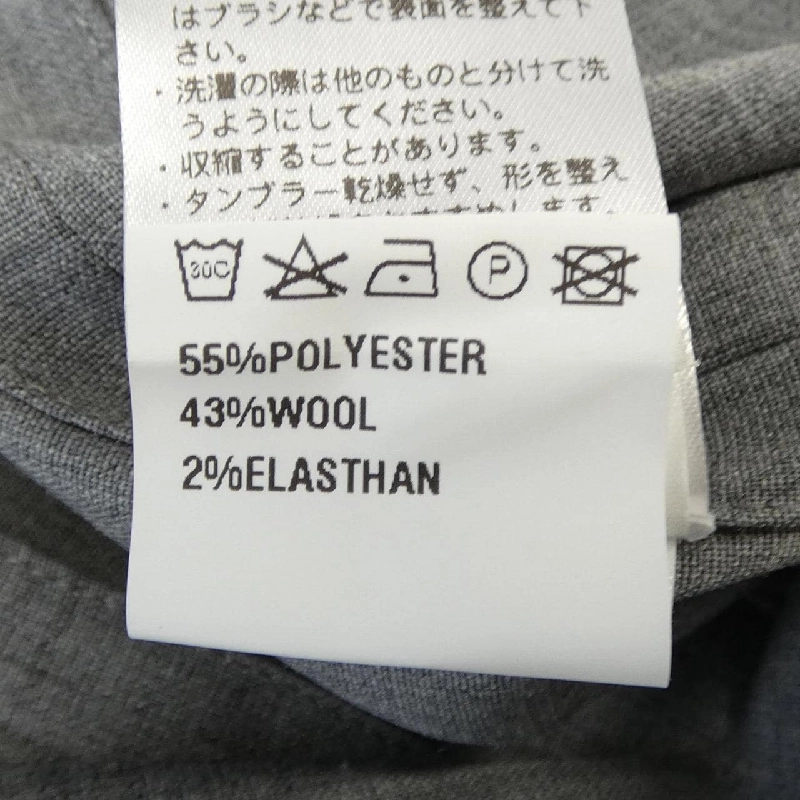 はブラシなどで表面を整えて下
さい。
・洗濯の際は他のものと分けて洗
うようにしてください。
・収縮することがあります。
・タンブラー乾燥せず、形を整え
30C P
55%POLYESTER
43%WOOL
2%ELASTHAN